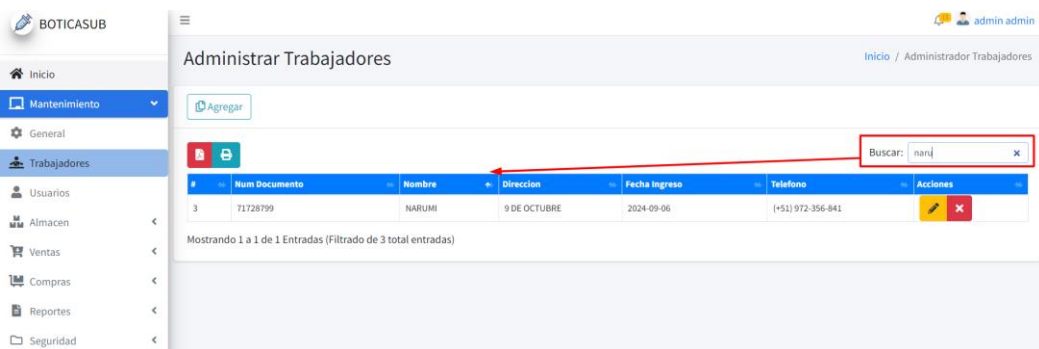 BOTICASUB
admin admin
Administrar Trabajadores
Inicio / Administrador Trabajadores
Inicio
Mantenimiento
General
Trabajadores
Usuarios
Almacen
Ventas
Compras
Reportes
Seguridad
Agregar
Buscar: naru
# Num Documento Nombre Direccion Fecha Ingreso Telefono Acciones
3 71728799 NARUMI 9 DE OCTUBRE 2024-09-06 (+51) 972-356-841
Mostrando 1 a 1 de 1 Entradas (Filtrado de 3 total entradas)